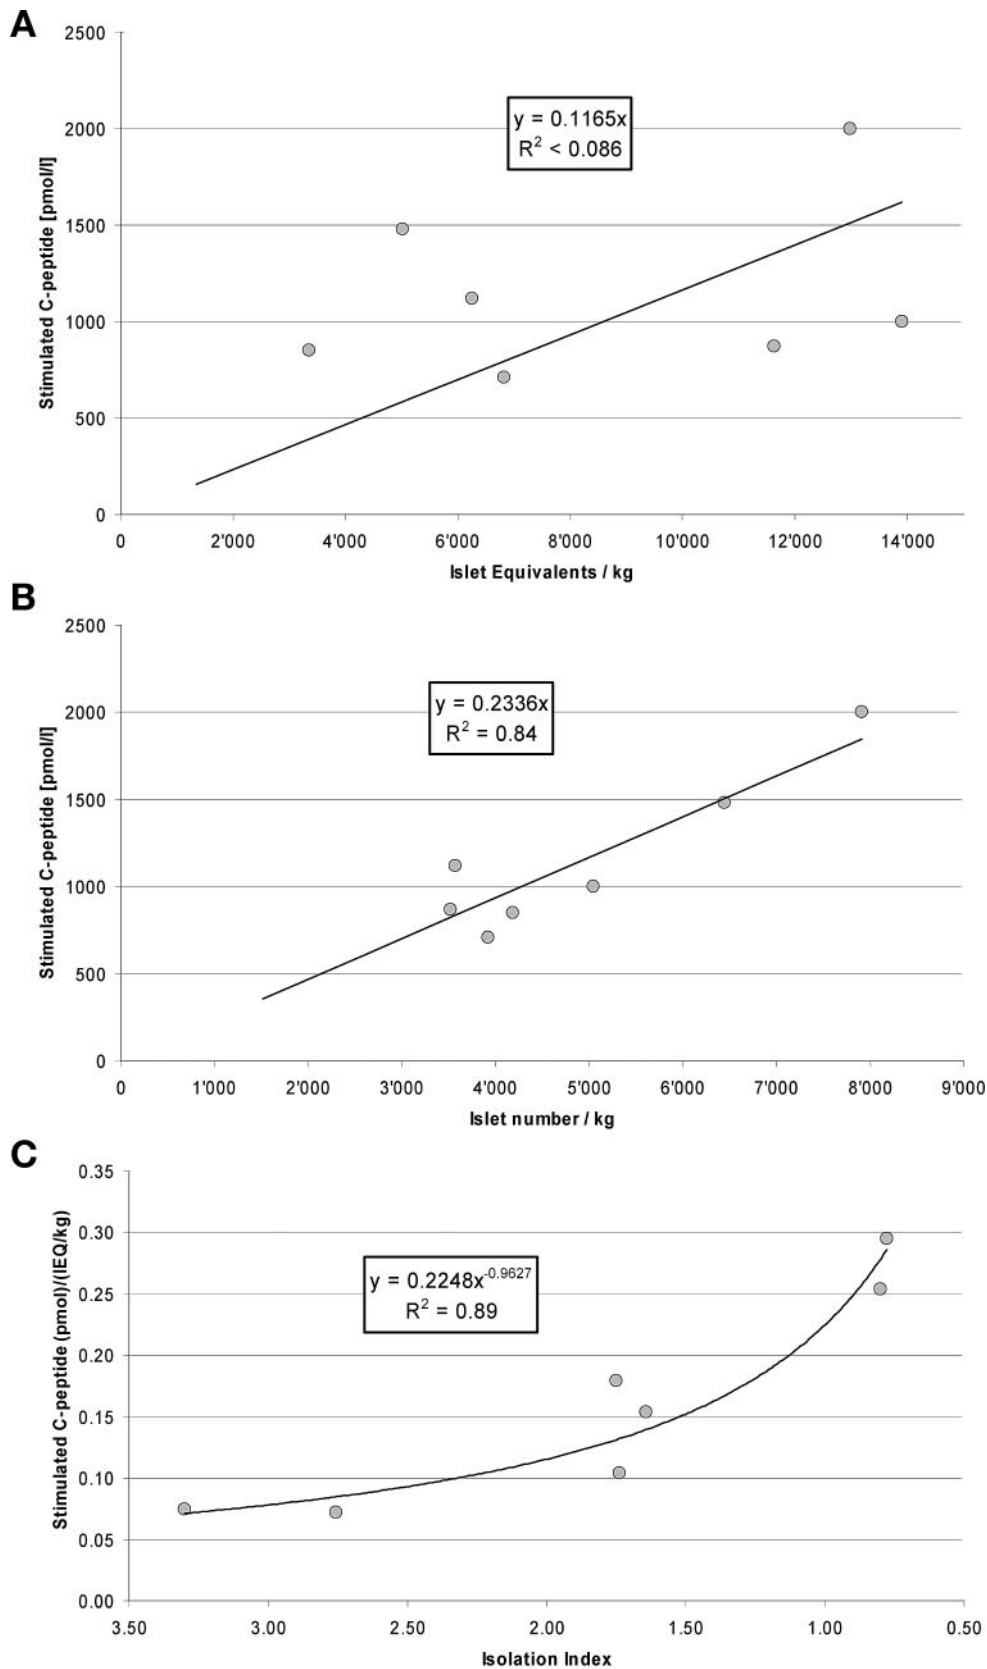 A
2500
2000
1500
1000
500
0
Stimulated C-peptide [pmol/l]
y = 0.1165x
R² < 0.086
0 2'000 4'000 6'000 8'000 10'000 12'000 14'000
Islet Equivalents / kg
B
2500
2000
1500
1000
500
0
Stimulated C-peptide [pmol/l]
y = 0.2336x
R² = 0.84
0 1'000 2'000 3'000 4'000 5'000 6'000 7'000 8'000 9'000
Islet number / kg
C
0.35
0.30
0.25
0.20
0.15
0.10
0.05
0.00
Stimulated C-peptide (pmol)/(IEQ/kg)
y = 0.2248x⁻⁰·⁹⁶²⁷
R² = 0.89
3.50 3.00 2.50 2.00 1.50 1.00 0.50
Isolation Index